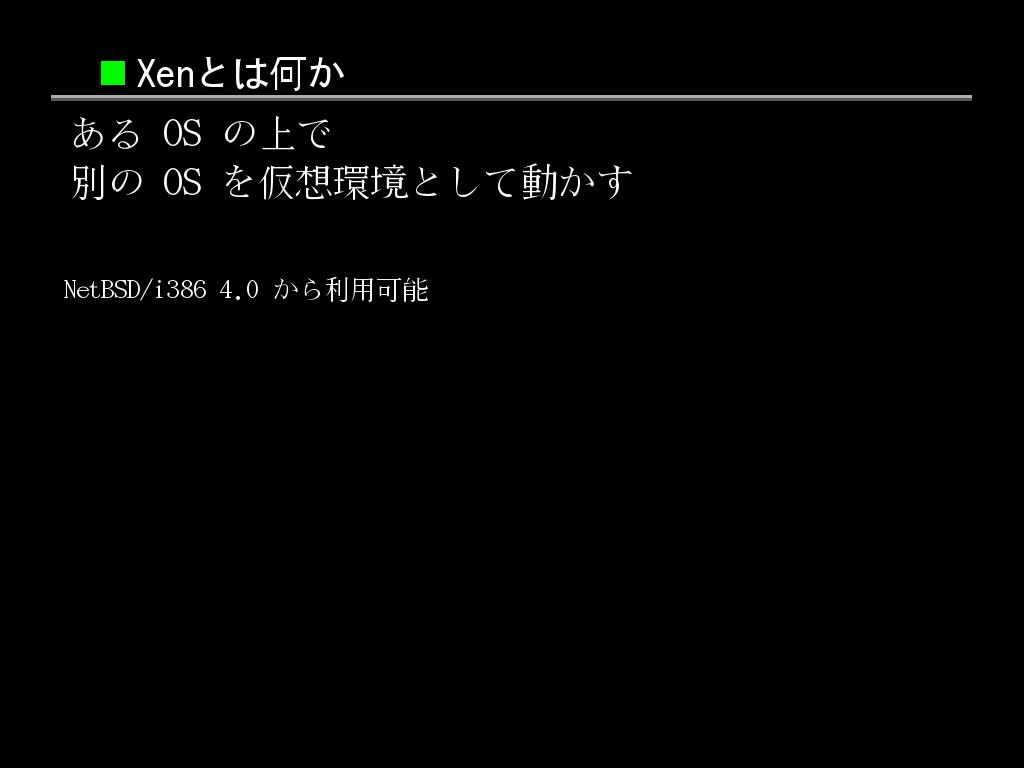 ■Xenとは何か
ある OS の上で
別の OS を仮想環境として動かす
NetBSD/i386 4.0 から利用可能